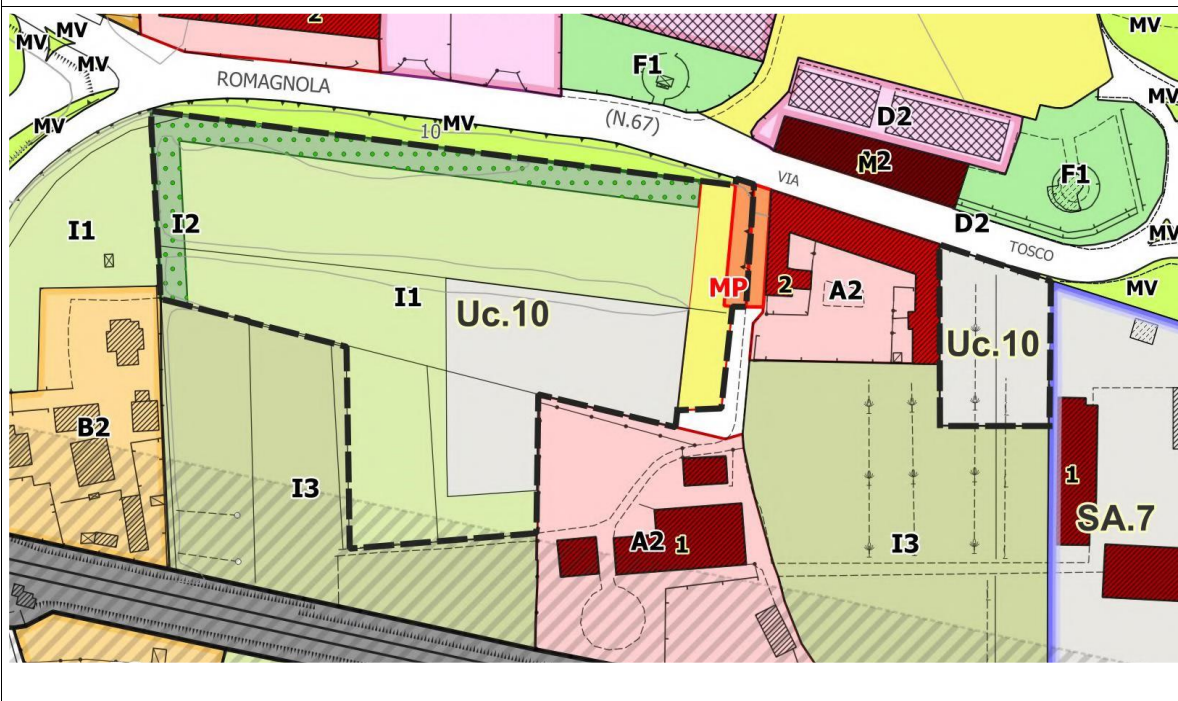 MV
MV
MV
MV
2
F1
MV
MV
ROMAGNOLA
10
MV
(N.67)
D2
F1
VIA
D2
TOSCO
MV
MV
I1
I2
I1
Uc.10
MP
2
A2
Uc.10
B2
I3
A2
1
I3
1
SA.7